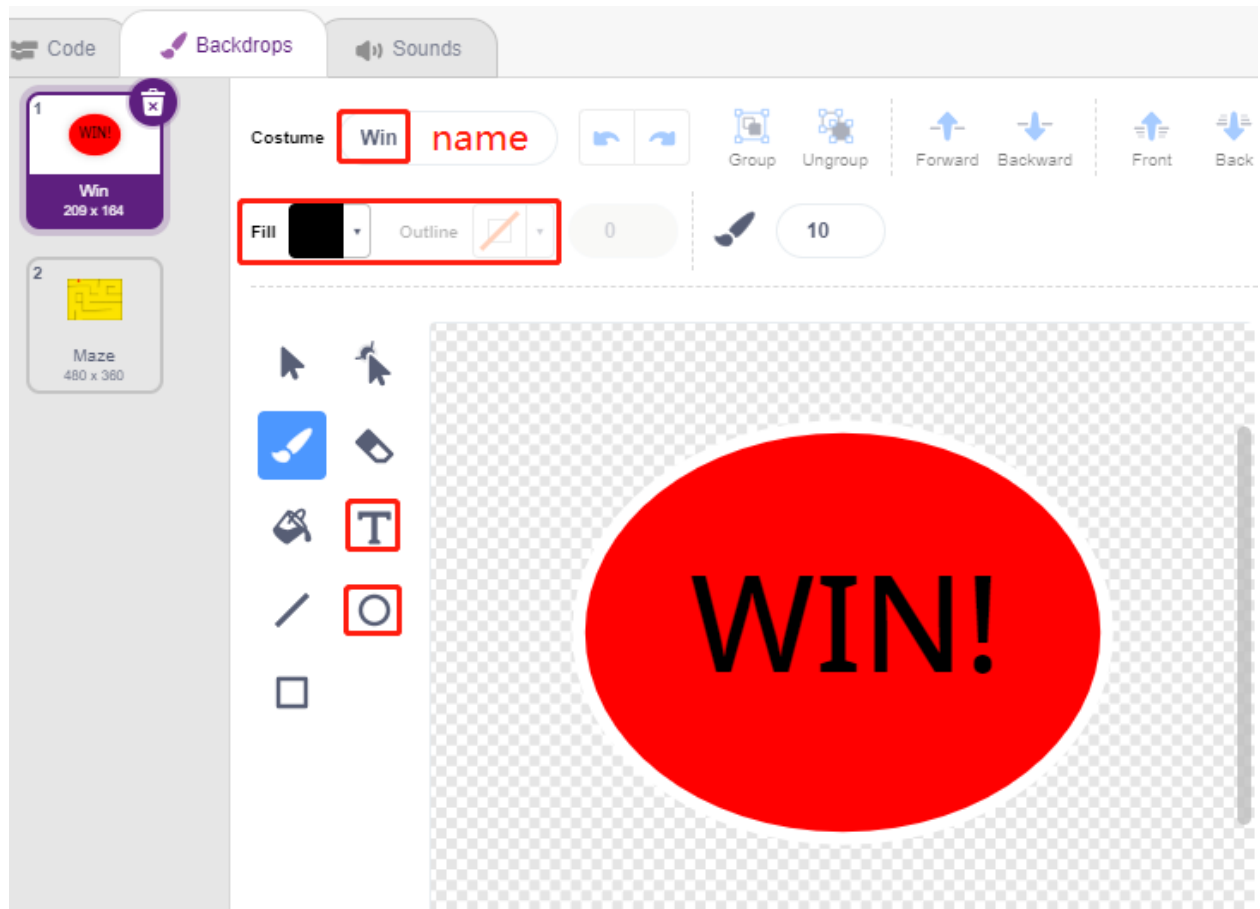 Code Backdrops Sounds
1
WIN!
Win
209 x 164
2
Maze
480 x 360
Costume Win name
Group Ungroup Forward Backward Front Back
Fill Outline 0 10
T
WIN!